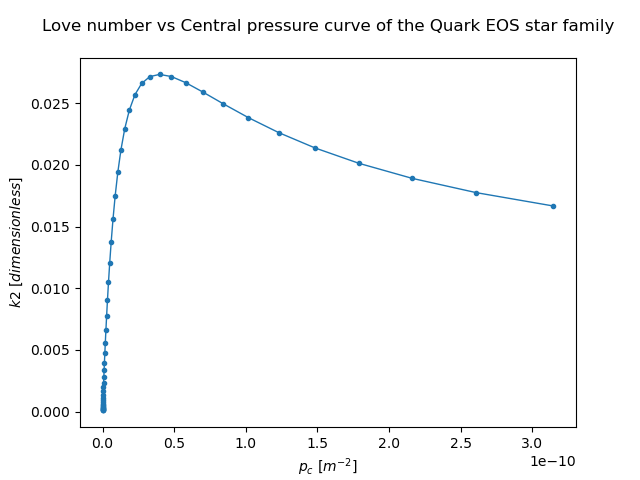 Love number vs Central pressure curve of the Quark EOS star family
0.025
0.020
0.015
0.010
0.005
0.000
k2 [dimensionless]
0.0 0.5 1.0 1.5 2.0 2.5 3.0
1e−10
p_c [m^{−2}]